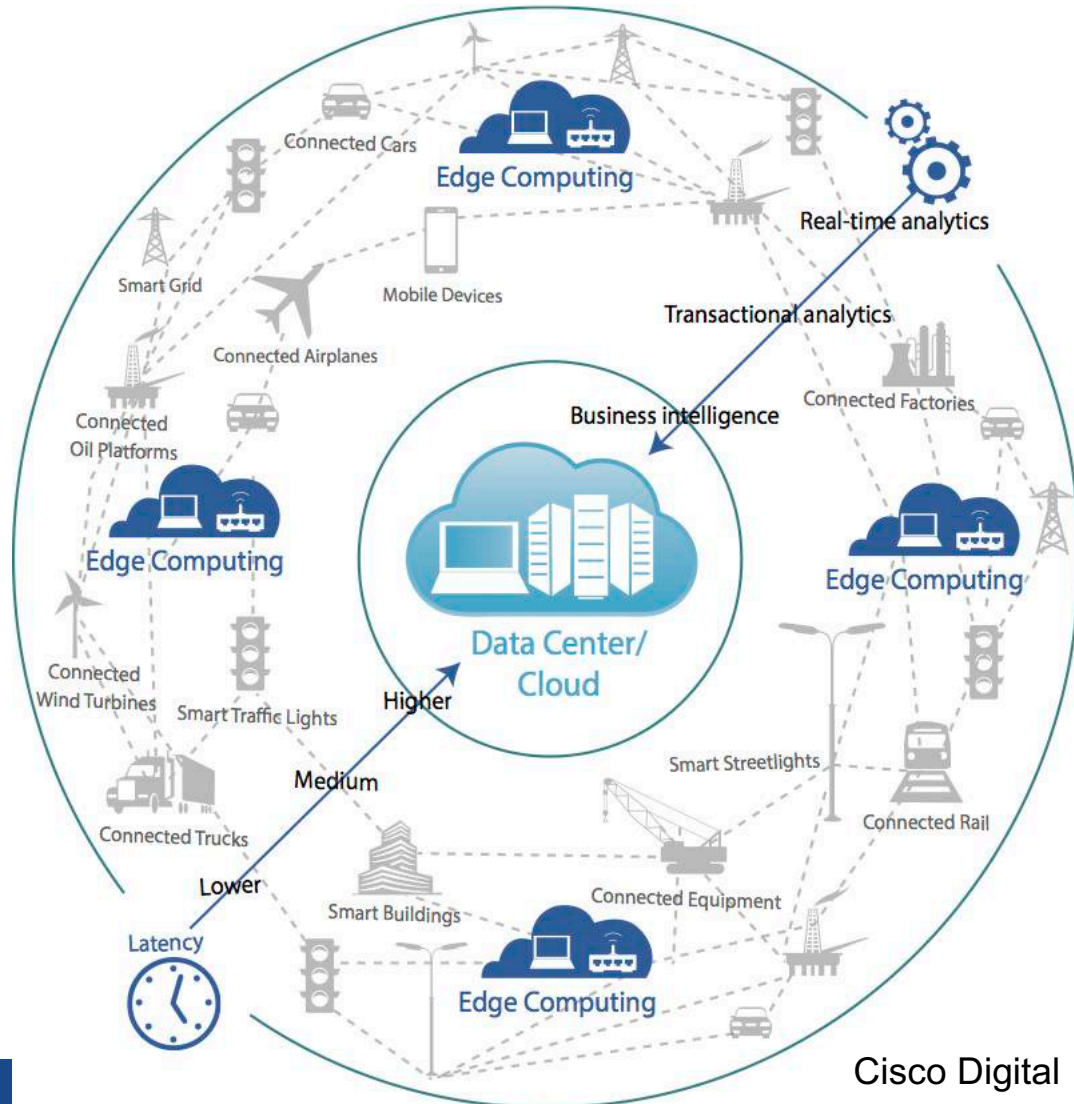 Connected Cars
Edge Computing
Real-time analytics
Smart Grid
Mobile Devices
Transactional analytics
Connected Airplanes
Connected Factories
Business intelligence
Connected
Oil Platforms
Edge Computing
Edge Computing
Data Center/
Cloud
Connected
Wind Turbines
Smart Traffic Lights
Higher
Medium
Smart Streetlights
Connected Rail
Connected Trucks
Lower
Smart Buildings
Connected Equipment
Latency
Edge Computing
Cisco Digital